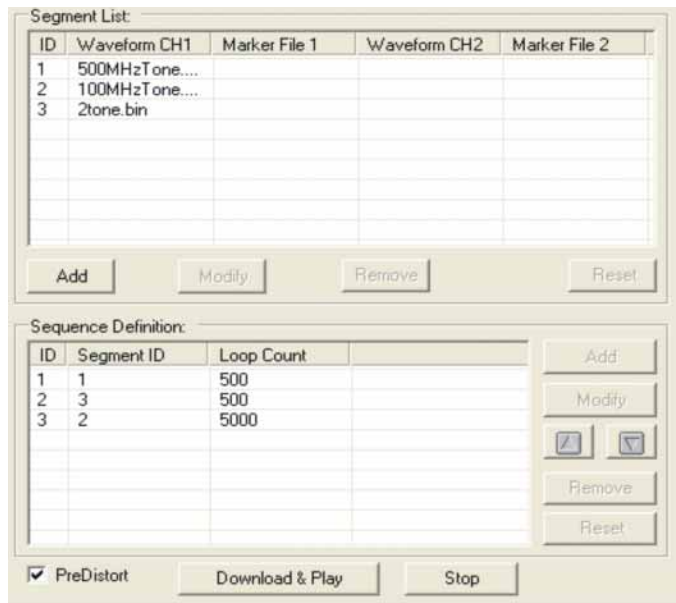 Segment List:
ID Waveform CH1 Marker File 1 Waveform CH2 Marker File 2
1 500MHzTone....
2 100MHzTone....
3 2tone.bin
Add Modify Remove Reset
Sequence Definition:
ID Segment ID Loop Count
1 1 500
2 3 500
3 2 5000
Add
Modify
Remove
Reset
PreDistort Download & Play Stop